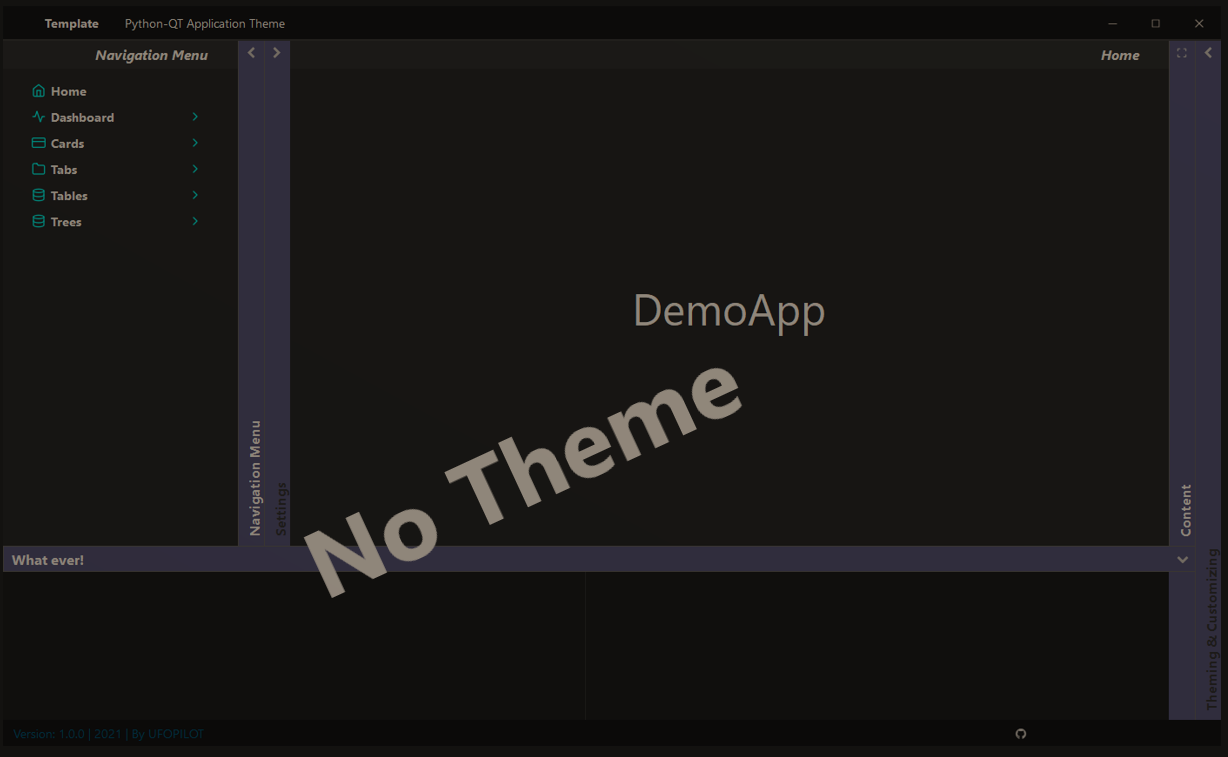 Template Python-QT Application Theme
Navigation Menu
Home
Home
Dashboard
Cards
Tabs
Tables
Trees
DemoApp
No Theme
Navigation Menu
Settings
Content
Theming & Customizing
What ever!
Version: 1.0.0 | 2021 | By UFOPILOT